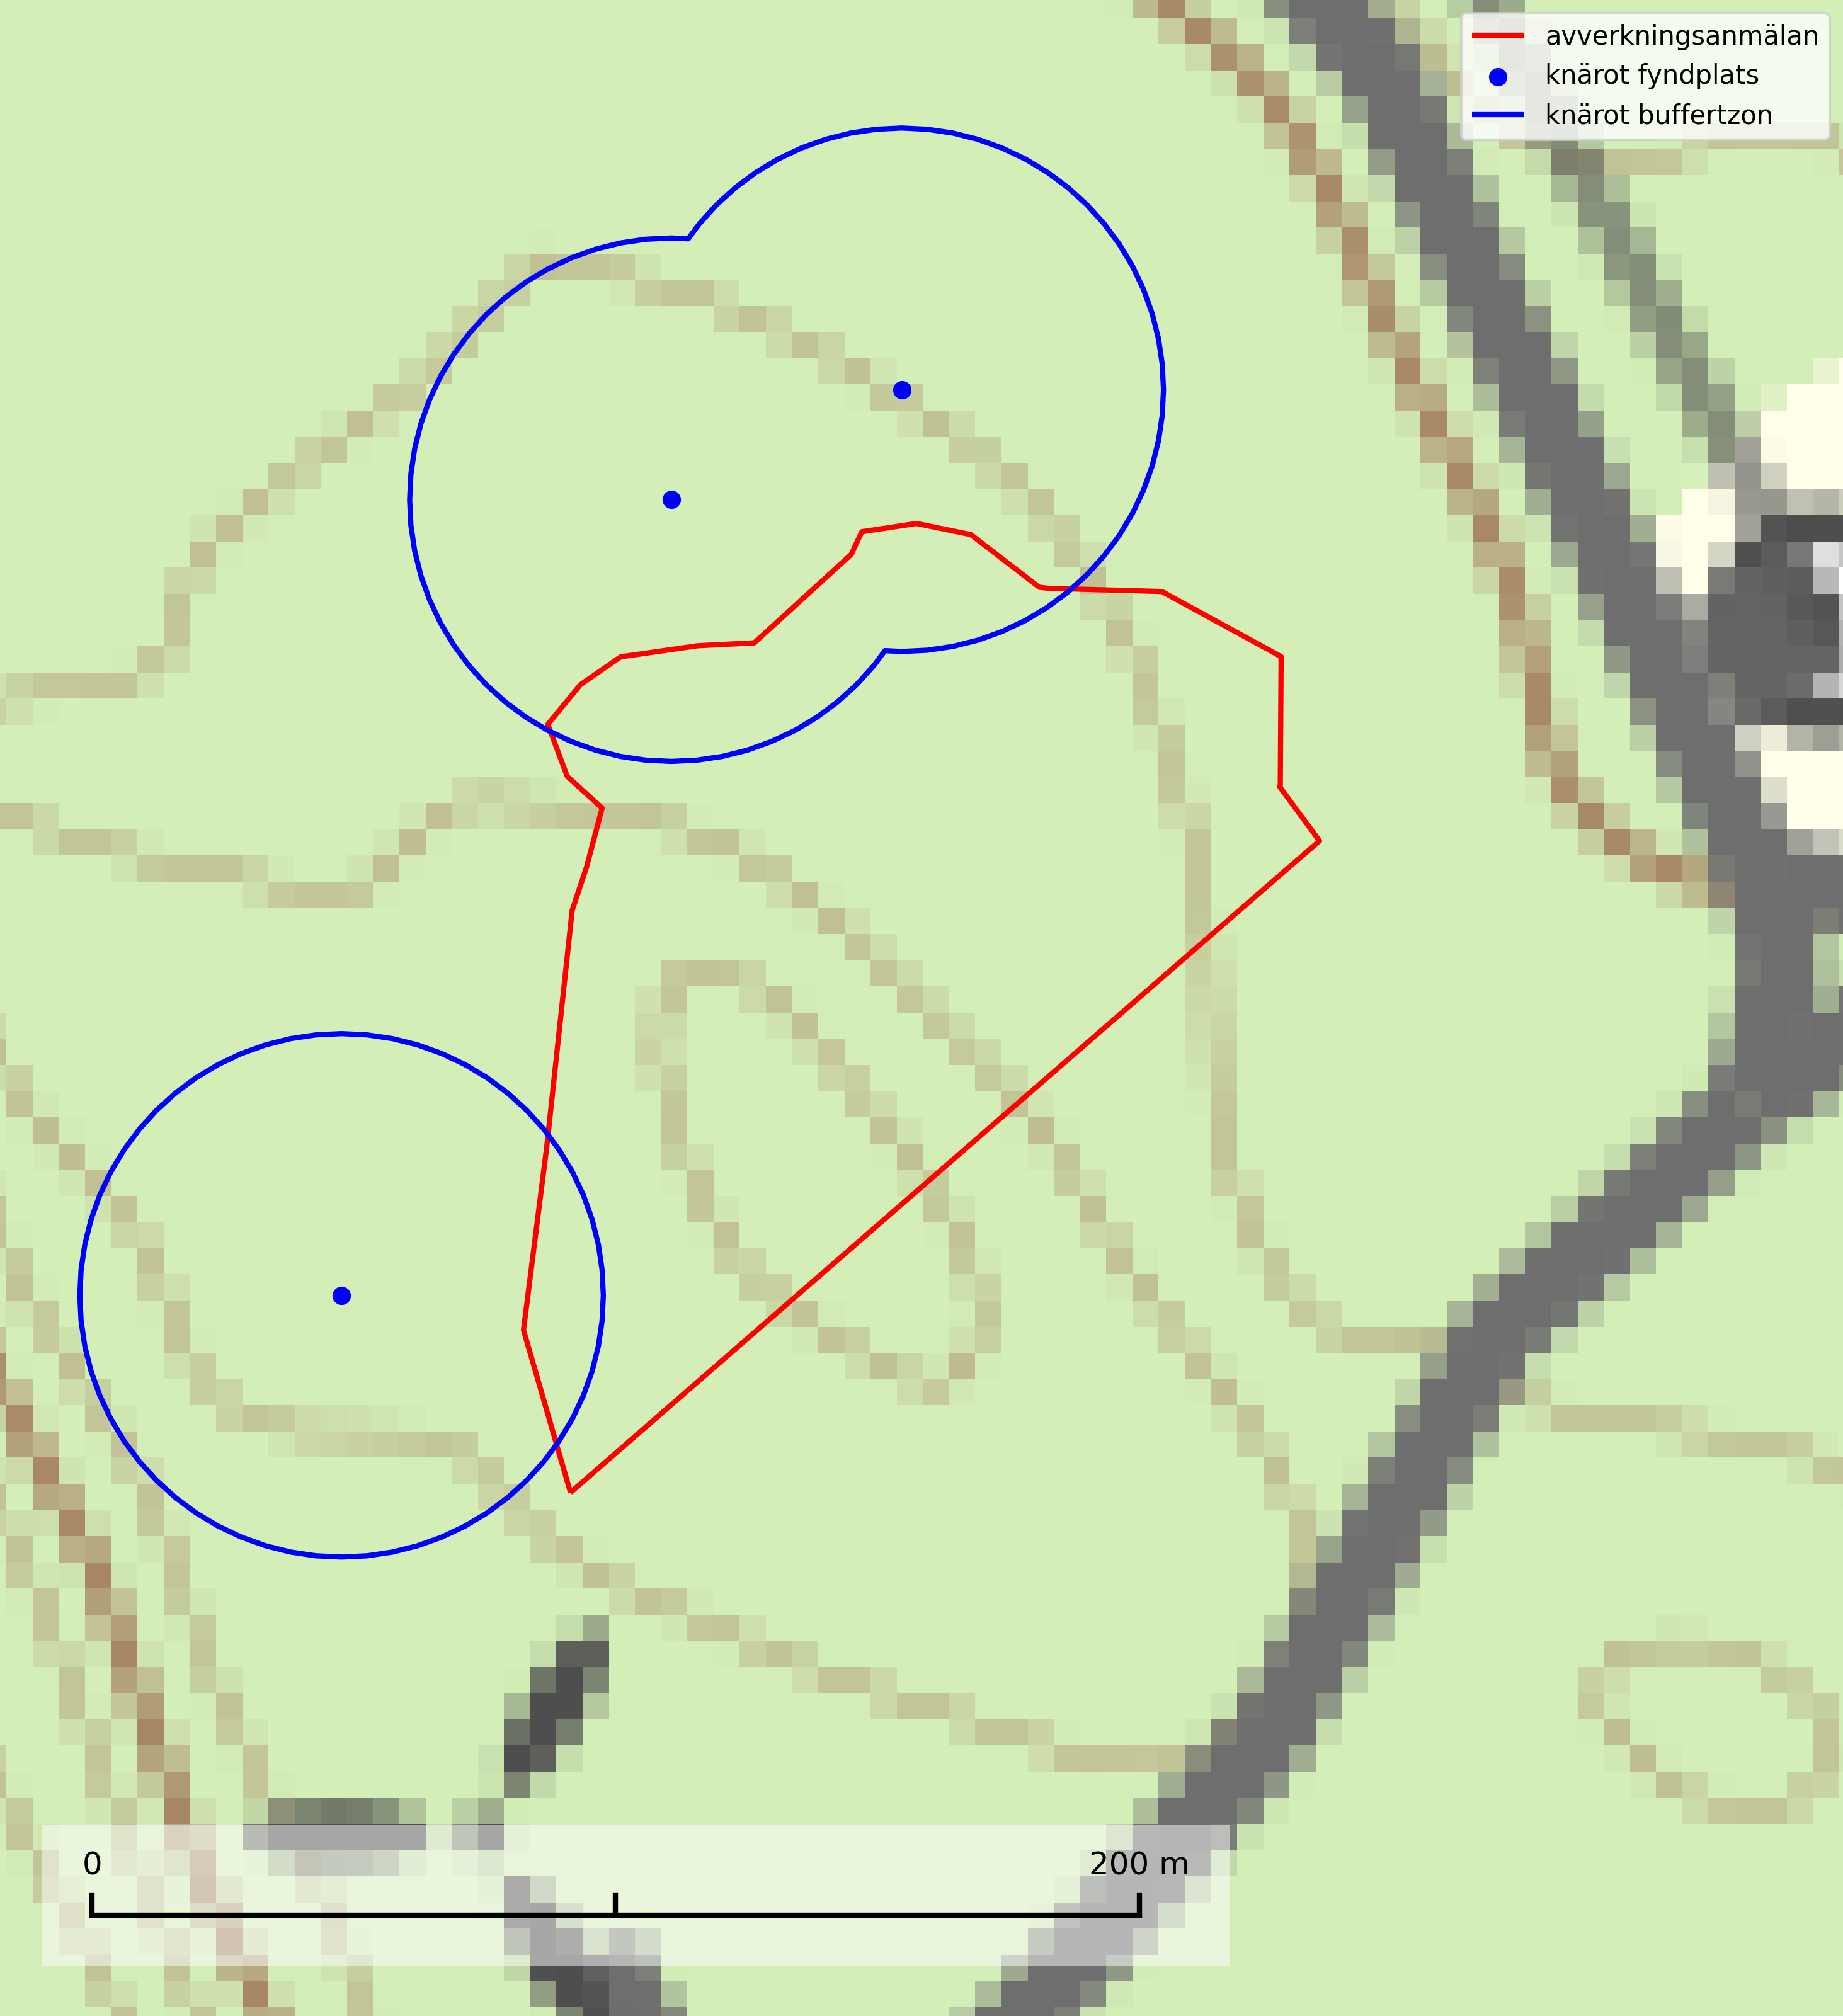 avverkningsanmälan
knärot fyndplats
knärot buffertzon
0
200 m